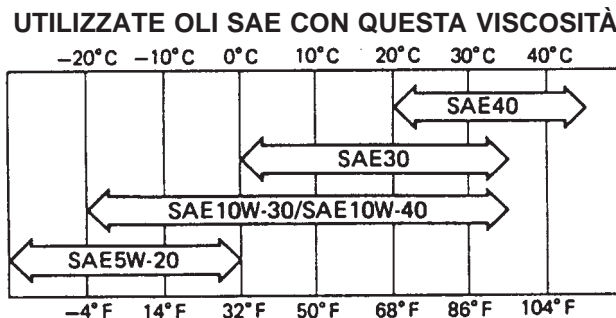 UTILIZZATE OLI SAE CON QUESTA VISCOSITÀ
−20°C −10°C 0°C 10°C 20°C 30°C 40°C
SAE40
SAE30
SAE10W-30/SAE10W-40
SAE5W-20
−4°F 14°F 32°F 50°F 68°F 86°F 104°F